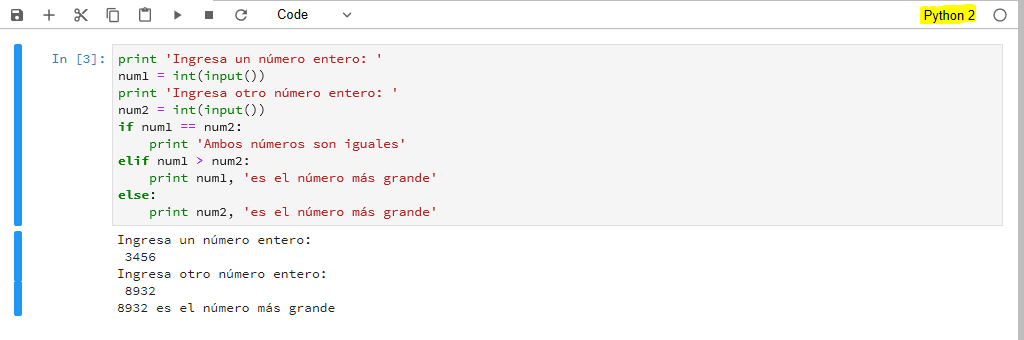 Code
Python 2
In [3]:
print 'Ingresa un número entero: '
num1 = int(input())
print 'Ingresa otro número entero: '
num2 = int(input())
if num1 == num2:
    print 'Ambos números son iguales'
elif num1 > num2:
    print num1, 'es el número más grande'
else:
    print num2, 'es el número más grande'
Ingresa un número entero:
 3456
Ingresa otro número entero:
 8932
8932 es el número más grande